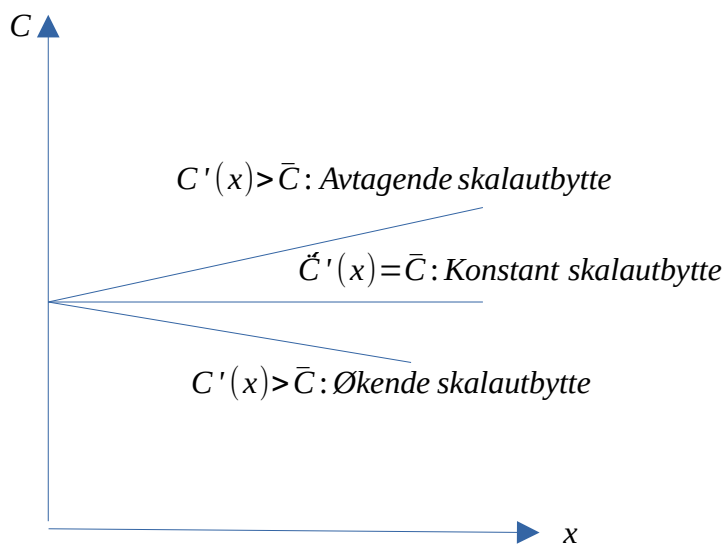 C
C'(x)>C̄: Avtagende skalautbytte
C̈́'(x)=C̄: Konstant skalautbytte
C'(x)>C̄: Økende skalautbytte
x